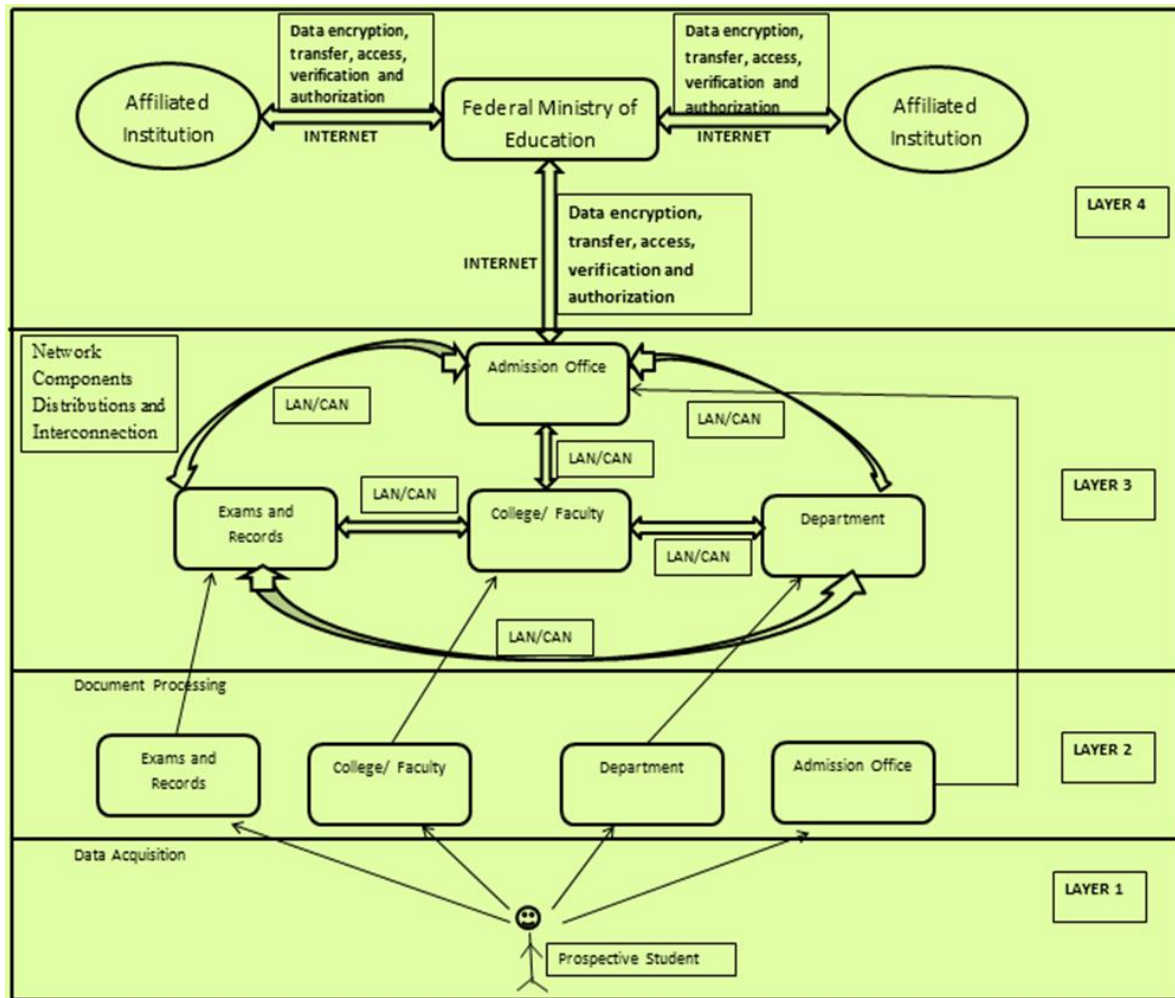 Data encryption,
transfer, access,
verification and
authorization
Data encryption,
transfer, access,
verification and
authorization
Affiliated
Institution
Federal Ministry of
Education
Affiliated
Institution
INTERNET
INTERNET
LAYER 4
Data encryption,
transfer, access,
verification and
authorization
INTERNET
Network
Components
Distributions and
Interconnection
Admission Office
LAN/CAN
LAN/CAN
LAN/CAN
LAN/CAN
LAYER 3
Exams and
Records
College/ Faculty
Department
LAN/CAN
LAN/CAN
Document Processing
Exams and
Records
College/ Faculty
Department
Admission Office
LAYER 2
Data Acquisition
LAYER 1
Prospective Student